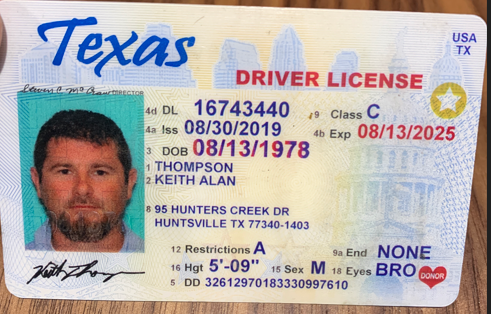 Texas
USA
TX
DRIVER LICENSE
DIRECTOR
4d DL 16743440 9 Class C
4a Iss 08/30/2019 4b Exp 08/13/2025
3 DOB 08/13/1978
1 THOMPSON
2 KEITH ALAN
8 95 HUNTERS CREEK DR
HUNTSVILLE TX 77340-1403
12 Restrictions A 9a End NONE
16 Hgt 5'-09" 15 Sex M 18 Eyes BRO
DONOR
5 DD 32612970183330997610